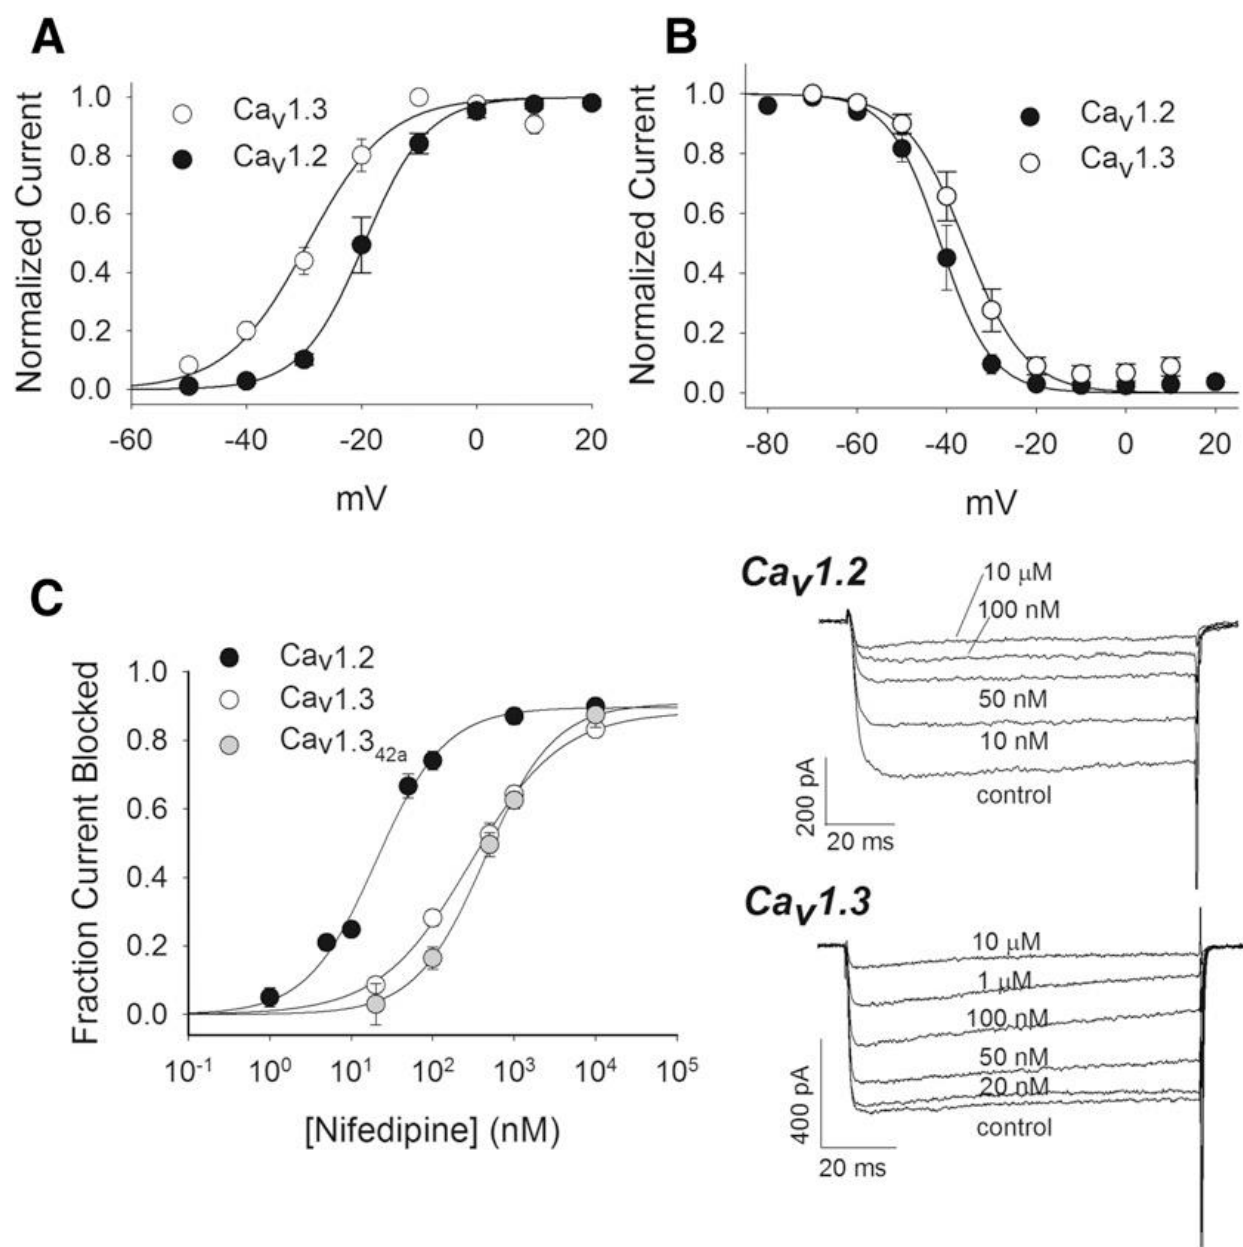 A
Normalized Current
1.0
0.8
0.6
0.4
0.2
0.0
Cav1.3
Cav1.2
-60 -40 -20 0 20
mV
B
Normalized Current
1.0
0.8
0.6
0.4
0.2
0.0
Cav1.2
Cav1.3
-80 -60 -40 -20 0 20
mV
C
Fraction Current Blocked
1.0
0.8
0.6
0.4
0.2
0.0
Cav1.2
Cav1.3
Cav1.342a
10-1 100 101 102 103 104 105
[Nifedipine] (nM)
Cav1.2
10 μM
100 nM
50 nM
10 nM
control
200 pA
20 ms
Cav1.3
10 μM
1 μM
100 nM
50 nM
20 nM
control
400 pA
20 ms